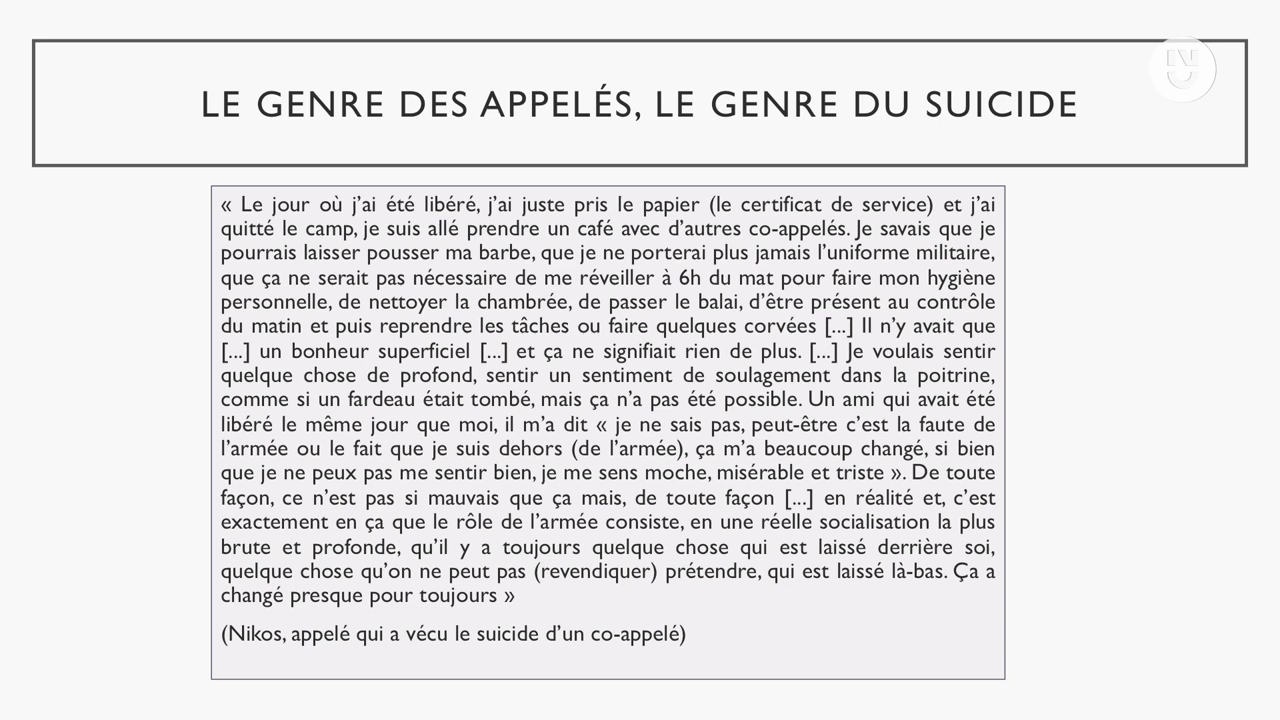 LE GENRE DES APPELÉS, LE GENRE DU SUICIDE
« Le jour où j’ai été libéré, j’ai juste pris le papier (le certificat de service) et j’ai
quitté le camp, je suis allé prendre un café avec d’autres co-appelés. Je savais que je
pourrais laisser pousser ma barbe, que je ne porterai plus jamais l’uniforme militaire,
que ça ne serait pas nécessaire de me réveiller à 6h du mat pour faire mon hygiène
personnelle, de nettoyer la chambrée, de passer le balai, d’être présent au contrôle
du matin et puis reprendre les tâches ou faire quelques corvées [...] Il n’y avait que
[...] un bonheur superficiel [...] et ça ne signifiait rien de plus. [...] Je voulais sentir
quelque chose de profond, sentir un sentiment de soulagement dans la poitrine,
comme si un fardeau était tombé, mais ça n’a pas été possible. Un ami qui avait été
libéré le même jour que moi, il m’a dit « je ne sais pas, peut-être c’est la faute de
l’armée ou le fait que je suis dehors (de l’armée), ça m’a beaucoup changé, si bien
que je ne peux pas me sentir bien, je me sens moche, misérable et triste ». De toute
façon, ce n’est pas si mauvais que ça mais, de toute façon [...] en réalité et, c’est
exactement en ça que le rôle de l’armée consiste, en une réelle socialisation la plus
brute et profonde, qu’il y a toujours quelque chose qui est laissé derrière soi,
quelque chose qu’on ne peut pas (revendiquer) prétendre, qui est laissé là-bas. Ça a
changé presque pour toujours »
(Nikos, appelé qui a vécu le suicide d’un co-appelé)